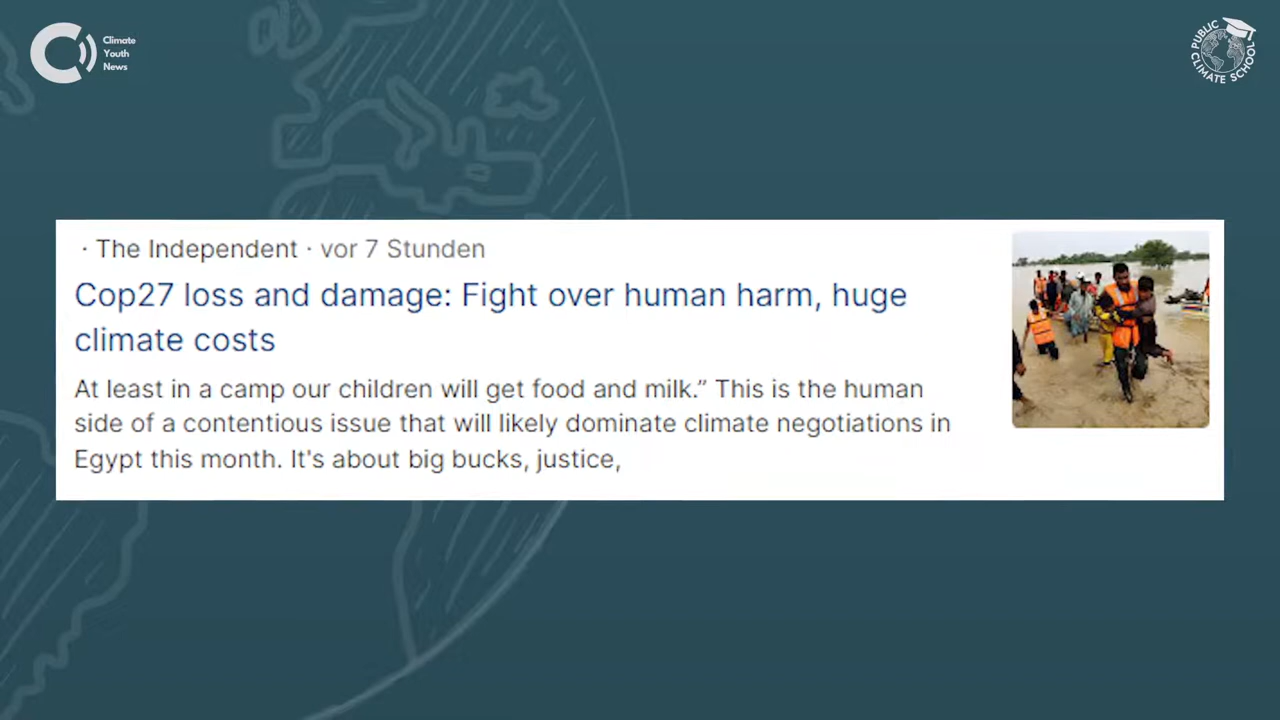 Climate
Youth
News
PUBLIC
CLIMATE SCHOOL
· The Independent · vor 7 Stunden
Cop27 loss and damage: Fight over human harm, huge
climate costs
At least in a camp our children will get food and milk.” This is the human
side of a contentious issue that will likely dominate climate negotiations in
Egypt this month. It's about big bucks, justice,